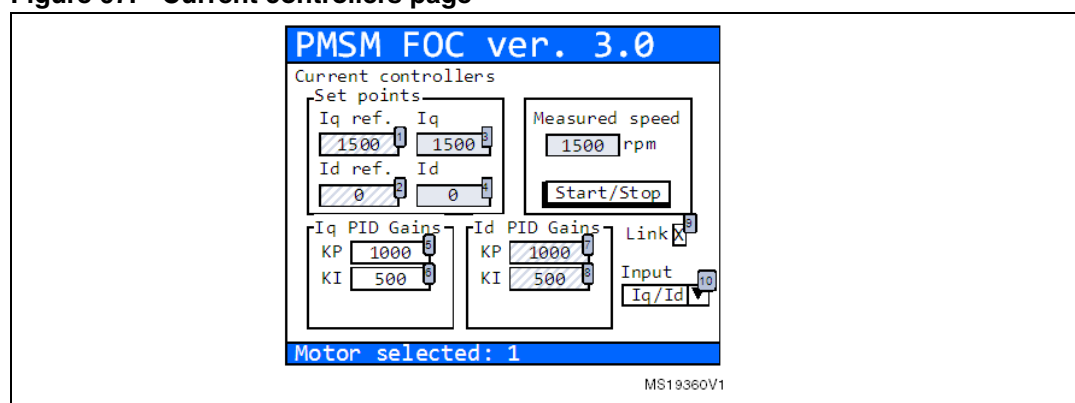 Current controllers page
PMSM FOC ver. 3.0
Current controllers
Set points
Iq ref. Iq
1500 1 1500 3
Id ref. Id
0 2 0 4
Measured speed
1500 rpm
Start/Stop
Iq PID Gains
KP 1000 5
KI 500 6
Id PID Gains
KP 1000 7
KI 500 8
Link X 9
Input
Iq/Id 10
Motor selected: 1
MS19360V1